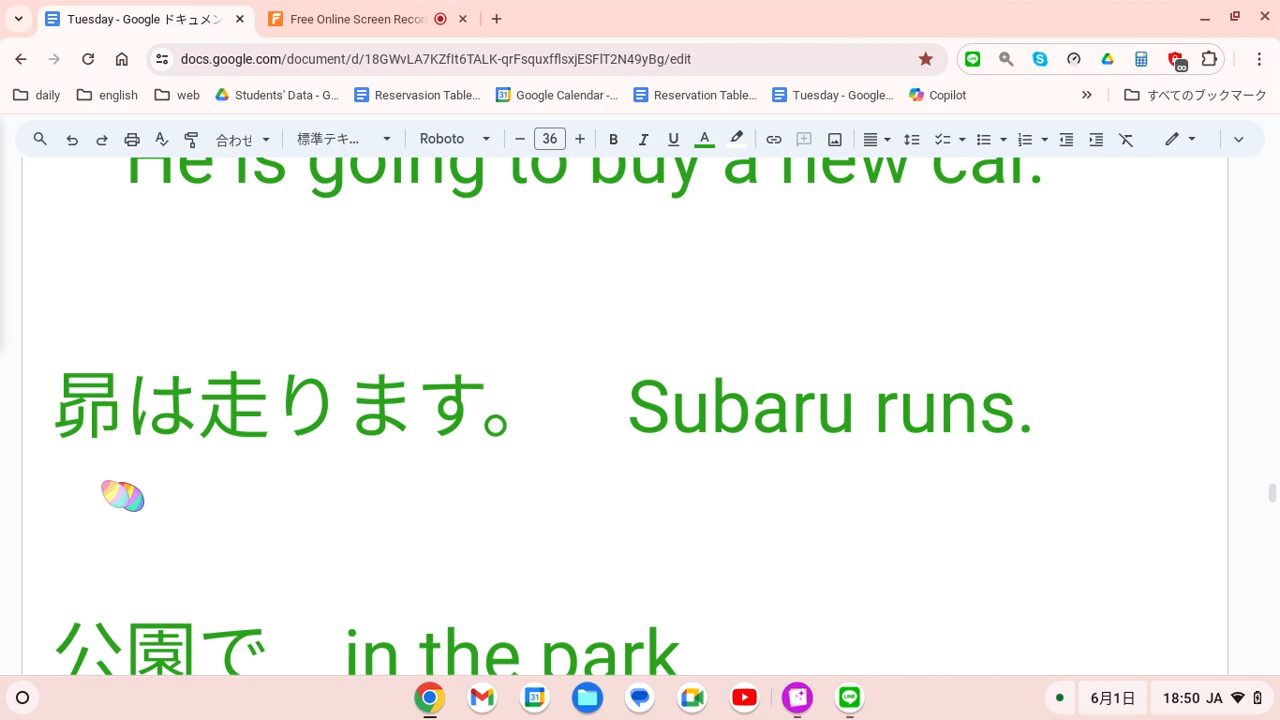 Tuesday - Google ドキュメン
Free Online Screen Recor
docs.google.com/document/d/18GWvLA7KZfIt6TALK-qrFsquxfflsxjESFlT2N49yBg/edit
daily
english
web
Students' Data - G...
Reservasion Table...
Google Calendar -...
Reservation Table...
Tuesday - Google...
Copilot
すべてのブックマーク
合わせ
標準テキ...
Roboto
36
He is going to buy a new car.
昴は走ります。 Subaru runs.
公園で in the park
6月1日
18:50 JA